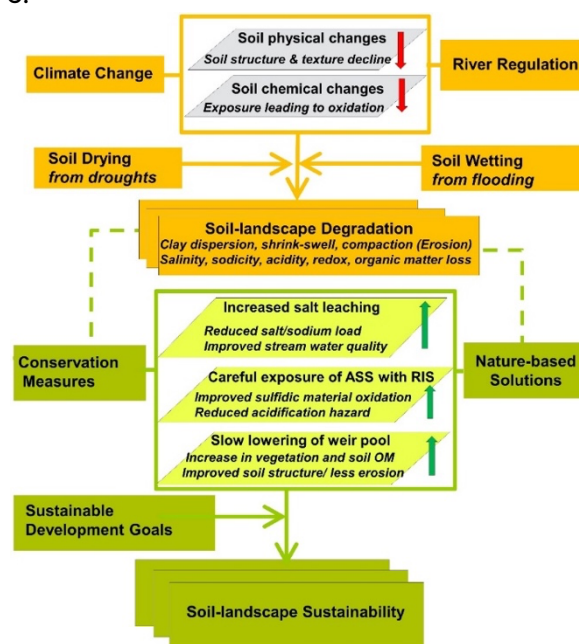 Soil physical changes
Soil structure & texture decline
Climate Change
River Regulation
Soil chemical changes
Exposure leading to oxidation
Soil Drying
from droughts
Soil Wetting
from flooding
Soil-landscape Degradation
Clay dispersion, shrink-swell, compaction (Erosion)
Salinity, sodicity, acidity, redox, organic matter loss
Increased salt leaching
Reduced salt/sodium load
Improved stream water quality
Conservation
Measures
Nature-based
Solutions
Careful exposure of ASS with RIS
Improved sulfidic material oxidation
Reduced acidification hazard
Slow lowering of weir pool
Increase in vegetation and soil OM
Improved soil structure/ less erosion
Sustainable
Development Goals
Soil-landscape Sustainability